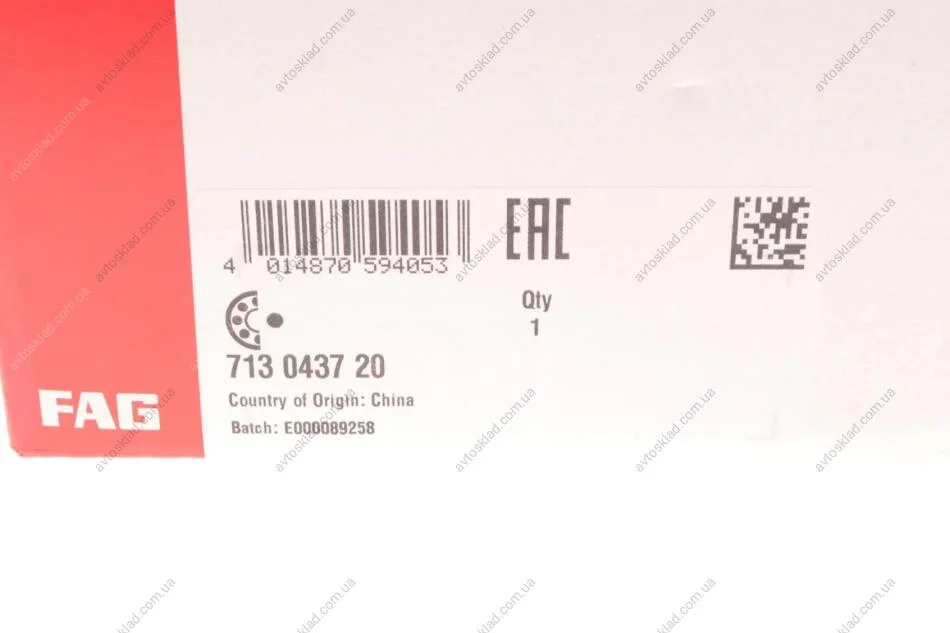 4 014870 594053
EAC
Qty
1
713 0437 20
Country of Origin: China
Batch: E000089258
FAG
avtosklad.com.ua